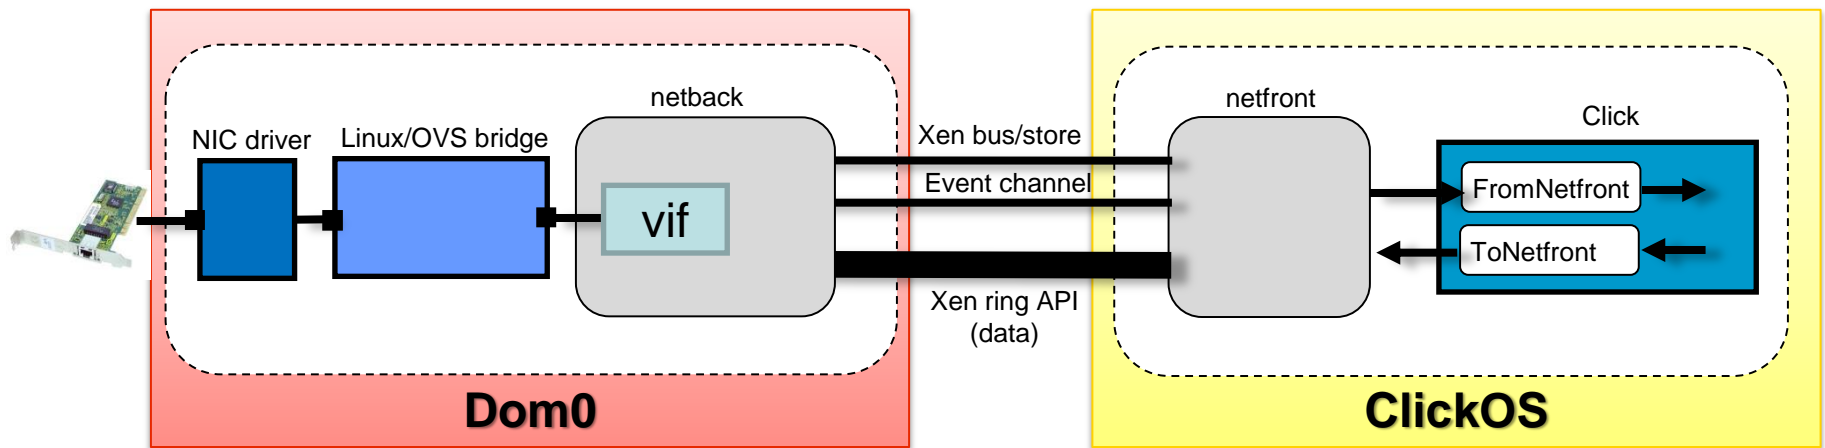 netback
netfront
NIC driver
Linux/OVS bridge
Xen bus/store
Click
Event channel
FromNetfront
vif
ToNetfront
Xen ring API
(data)
Dom0
ClickOS